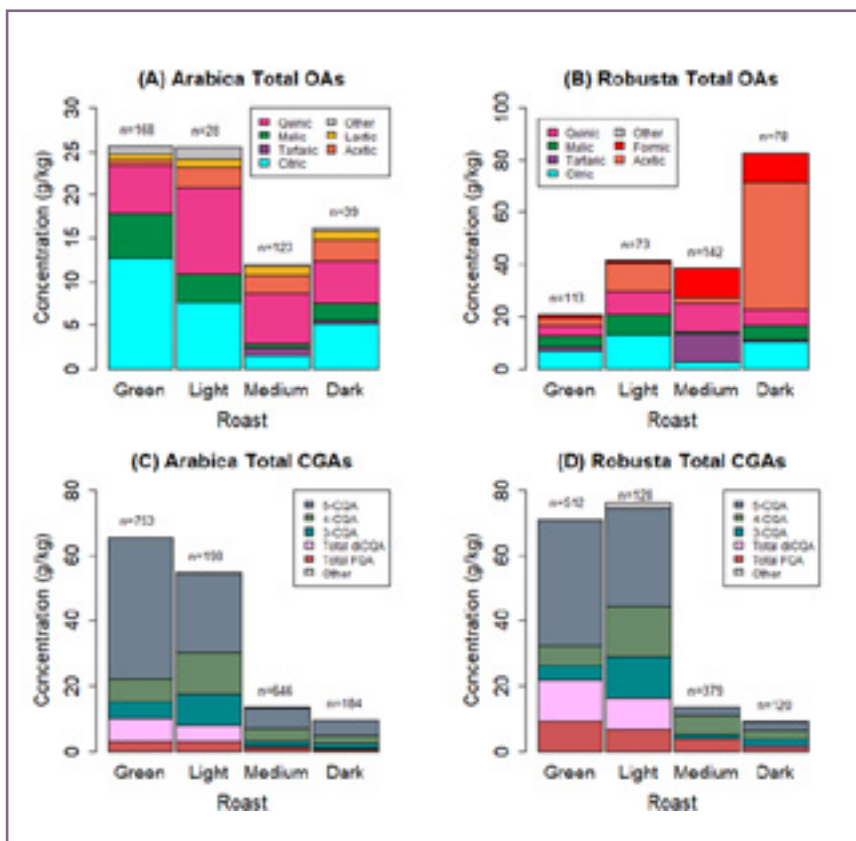 (A) Arabica Total OAs
Concentration (g/kg)
30
25
20
15
10
5
0
n=168
n=28
n=123
n=39
Quinic
Malic
Tartaric
Citric
Other
Lactic
Acetic
Green Light Medium Dark
Roast
(B) Robusta Total OAs
Concentration (g/kg)
100
80
60
40
20
0
n=113
n=73
n=142
n=78
Quinic
Malic
Tartaric
Citric
Other
Formic
Acetic
Green Light Medium Dark
Roast
(C) Arabica Total CGAs
Concentration (g/kg)
80
60
40
20
0
n=753
n=198
n=646
n=184
5-CQA
4-CQA
3-CQA
Total diCQA
Total FQA
Other
Green Light Medium Dark
Roast
(D) Robusta Total CGAs
Concentration (g/kg)
80
60
40
20
0
n=512
n=128
n=379
n=120
5-CQA
4-CQA
3-CQA
Total diCQA
Total FQA
Other
Green Light Medium Dark
Roast